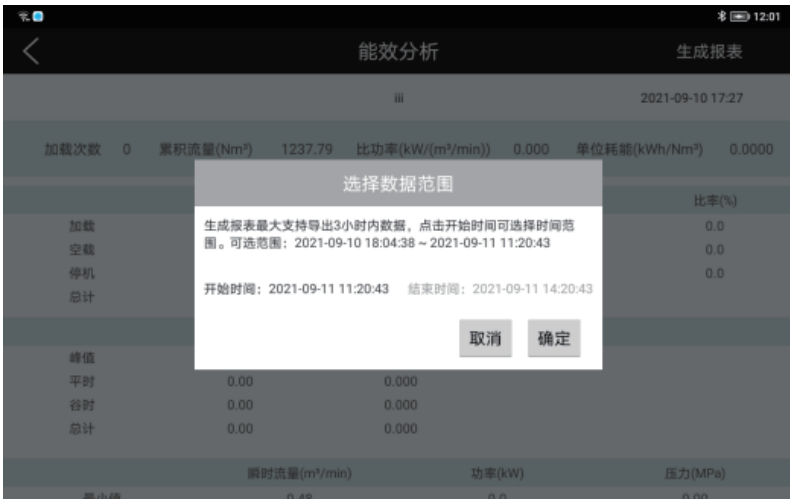 12:01
能效分析
生成报表
iii
2021-09-10 17:27
加载次数 0 累积流量(Nm³) 1237.79 比功率(kW/(m³/min)) 0.000 单位耗能(kWh/Nm³) 0.0000
选择数据范围
比率(%)
生成报表最大支持导出3小时内数据，点击开始时间可选择时间范
围。可选范围：2021-09-10 18:04:38 ~ 2021-09-11 11:20:43
加载 0.0
空载 0.0
停机 0.0
总计
开始时间：2021-09-11 11:20:43 结束时间：2021-09-11 14:20:43
取消 确定
峰值
平时 0.00 0.000
谷时 0.00 0.000
总计 0.00 0.000
瞬时流量(m³/min) 功率(kW) 压力(MPa)